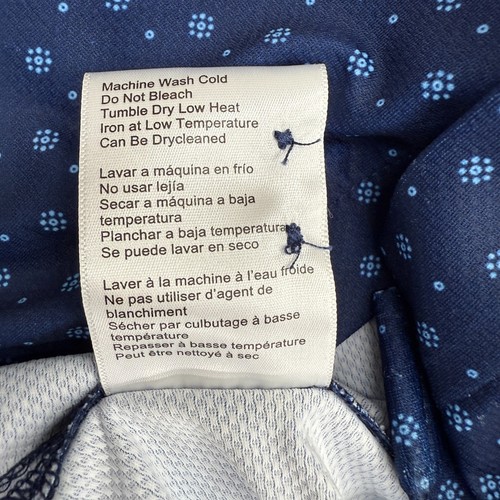 Machine Wash Cold
Do Not Bleach
Tumble Dry Low Heat
Iron at Low Temperature
Can Be Drycleaned
Lavar a máquina en frío
No usar lejía
Secar a máquina a baja
temperatura
Planchar a baja temperatura
Se puede lavar en seco
Laver à la machine à l'eau froide
Ne pas utiliser d'agent de
blanchiment
Sécher par culbutage à basse
température
Repasser à basse température
Peut être nettoyé à sec